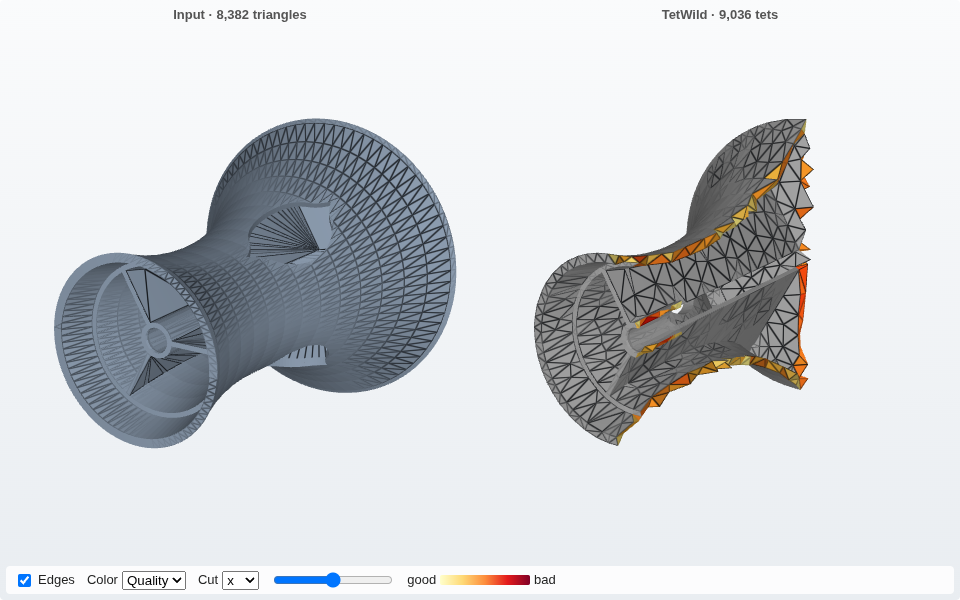 Input · 8,382 triangles
TetWild · 9,036 tets
Edges Color Quality Cut x good bad